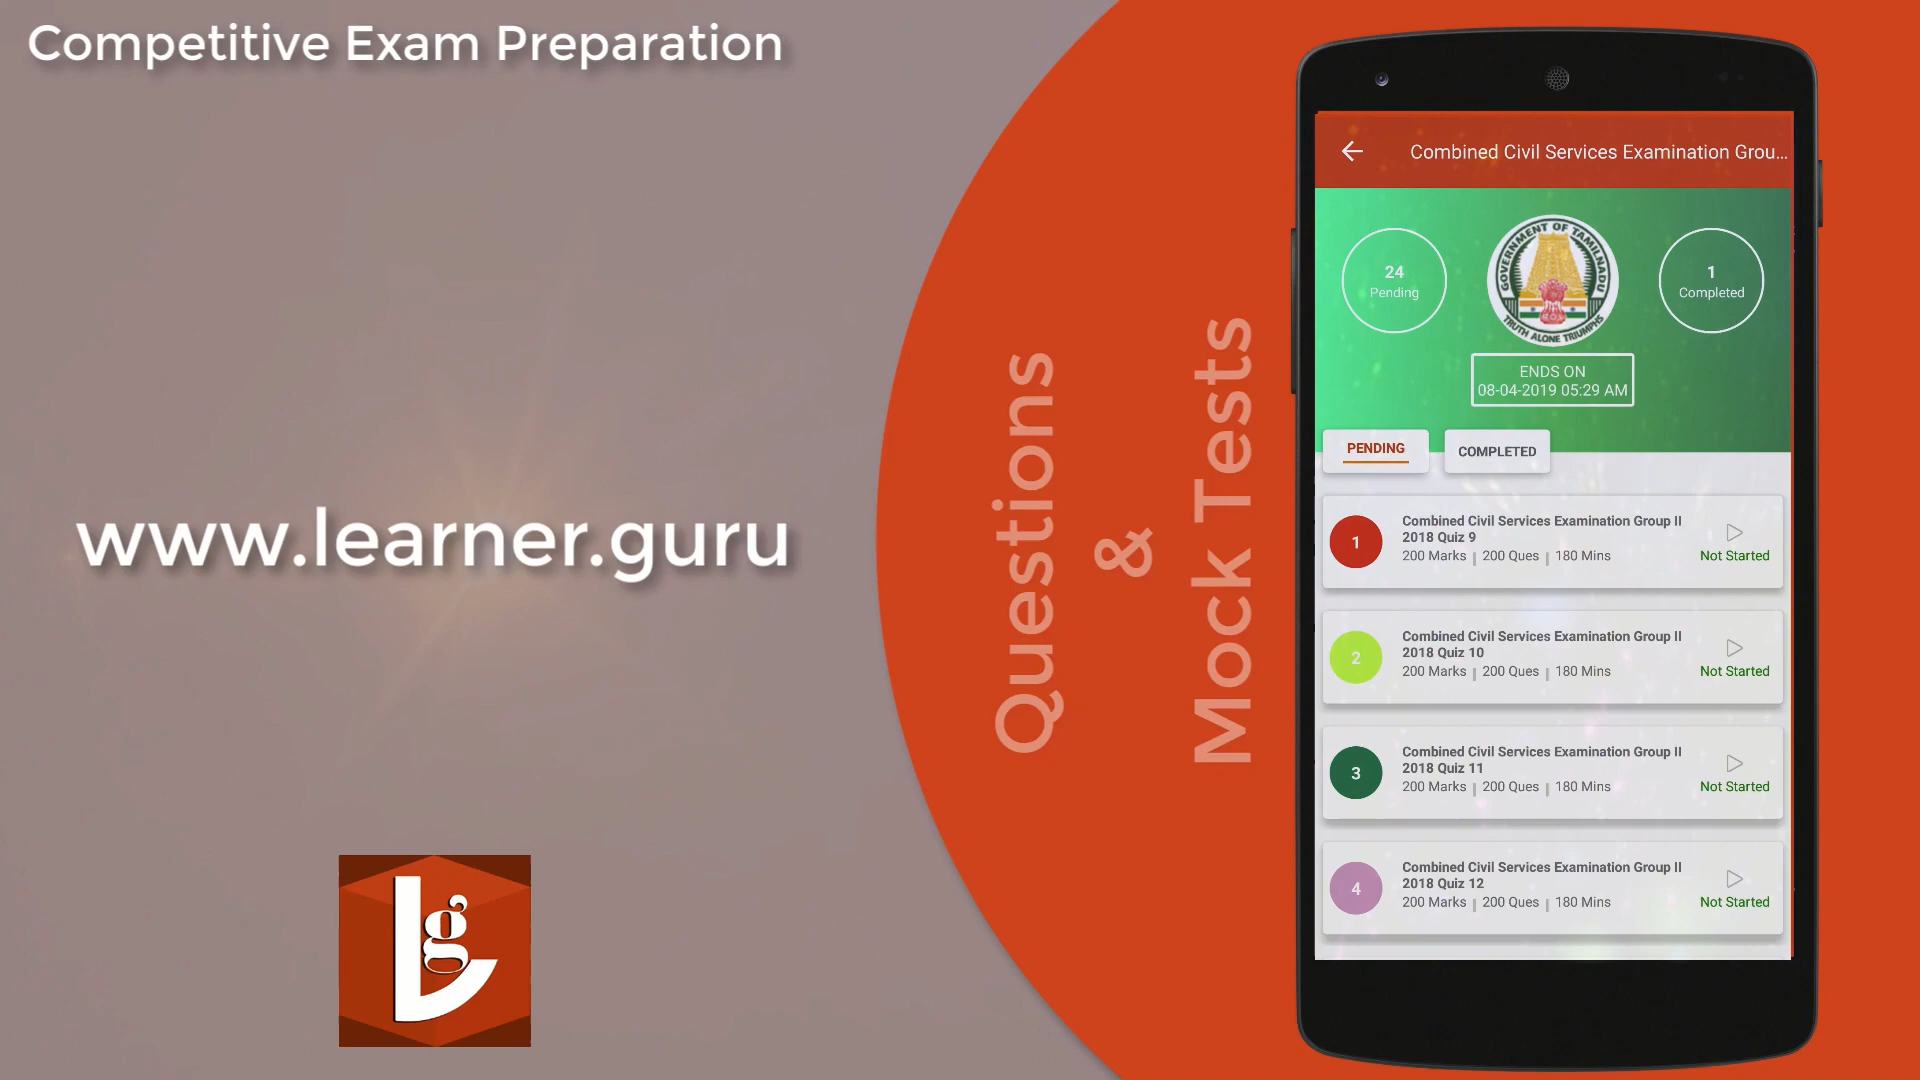 Competitive Exam Preparation
www.learner.guru
lg
Questions
&
Mock Tests
Combined Civil Services Examination Grou...
24
Pending
GOVERNMENT OF TAMILNADU
TRUTH ALONE TRIUMPHS
1
Completed
ENDS ON
08-04-2019 05:29 AM
PENDING
COMPLETED
1
Combined Civil Services Examination Group II
2018 Quiz 9
200 Marks | 200 Ques | 180 Mins
Not Started
2
Combined Civil Services Examination Group II
2018 Quiz 10
200 Marks | 200 Ques | 180 Mins
Not Started
3
Combined Civil Services Examination Group II
2018 Quiz 11
200 Marks | 200 Ques | 180 Mins
Not Started
4
Combined Civil Services Examination Group II
2018 Quiz 12
200 Marks | 200 Ques | 180 Mins
Not Started